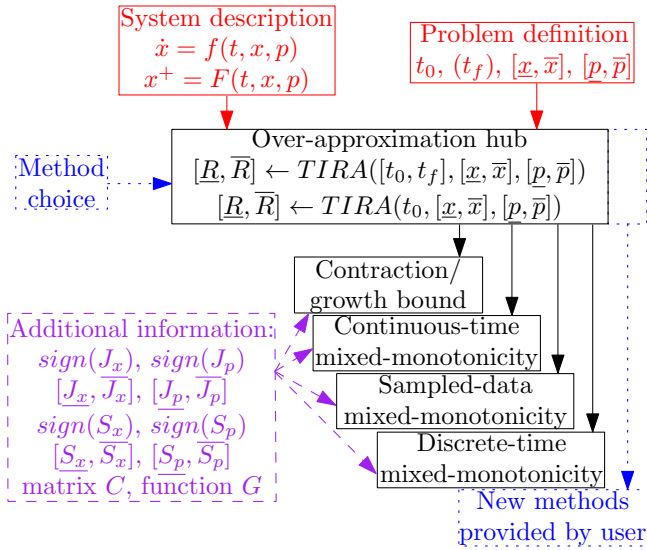 System description
ẋ = f(t, x, p)
x⁺ = F(t, x, p)
Problem definition
t₀, (t_f), [x̲, x̅], [p̲, p̅]
Over-approximation hub
[R̲, R̅] ← TIRA([t₀, t_f], [x̲, x̅], [p̲, p̅])
[R̲, R̅] ← TIRA(t₀, [x̲, x̅], [p̲, p̅])
Method
choice
Contraction/
growth bound
Continuous-time
mixed-monotonicity
Sampled-data
mixed-monotonicity
Discrete-time
mixed-monotonicity
Additional information:
sign(J_x), sign(J_p)
[J̲_x, J̅_x], [J̲_p, J̅_p]
sign(S_x), sign(S_p)
[S̲_x, S̅_x], [S̲_p, S̅_p]
matrix C, function G
New methods
provided by user